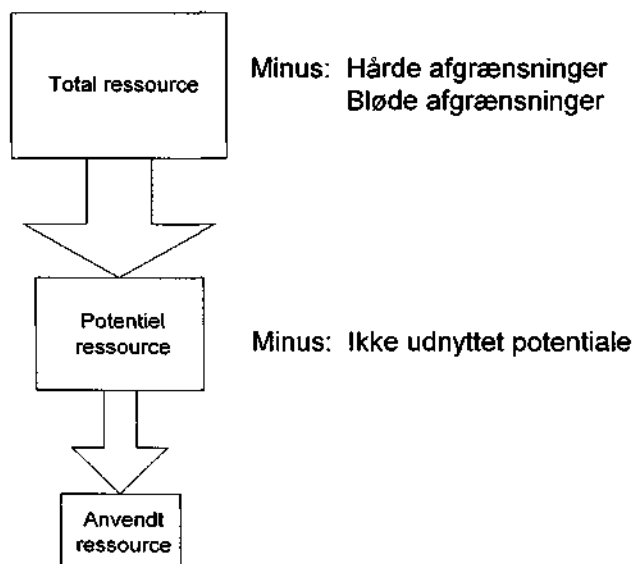 Total ressource
Minus: Hårde afgrænsninger
Bløde afgrænsninger
Potentiel
ressource
Minus: Ikke udnyttet potentiale
Anvendt
ressource